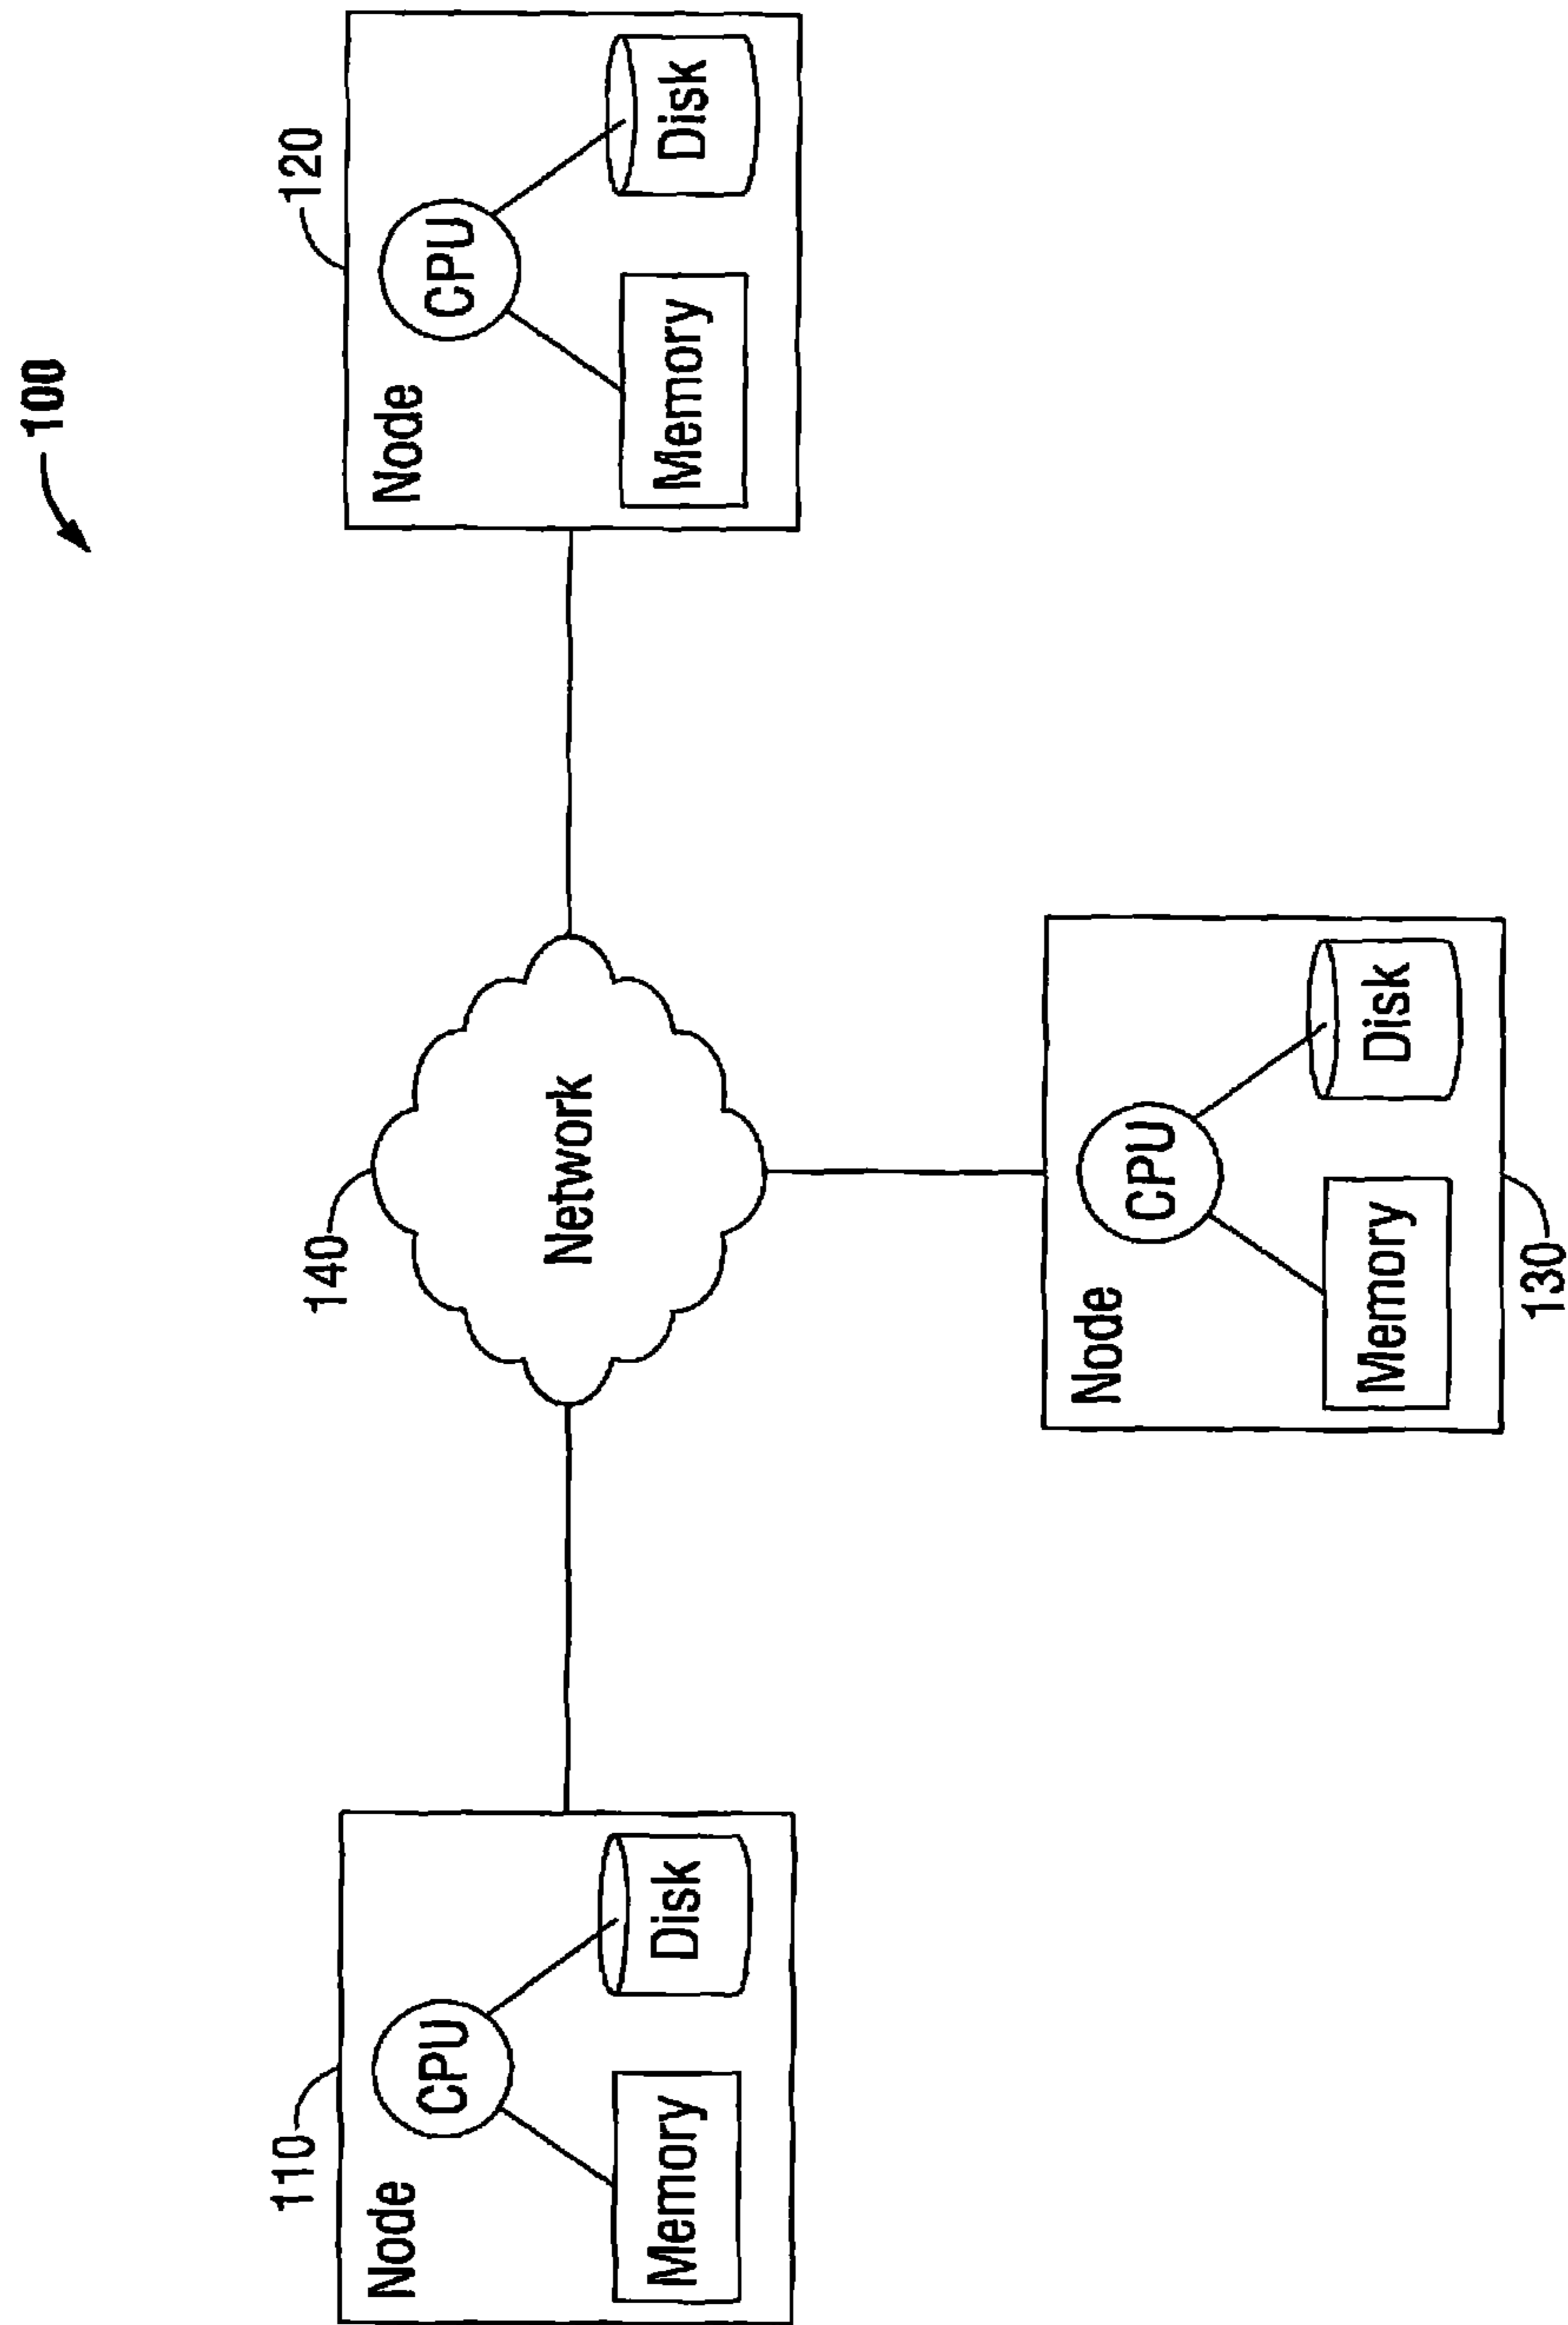 100
110
Node
CPU
Memory
Disk
140
Network
120
Node
CPU
Memory
Disk
Node
CPU
Memory
Disk
130